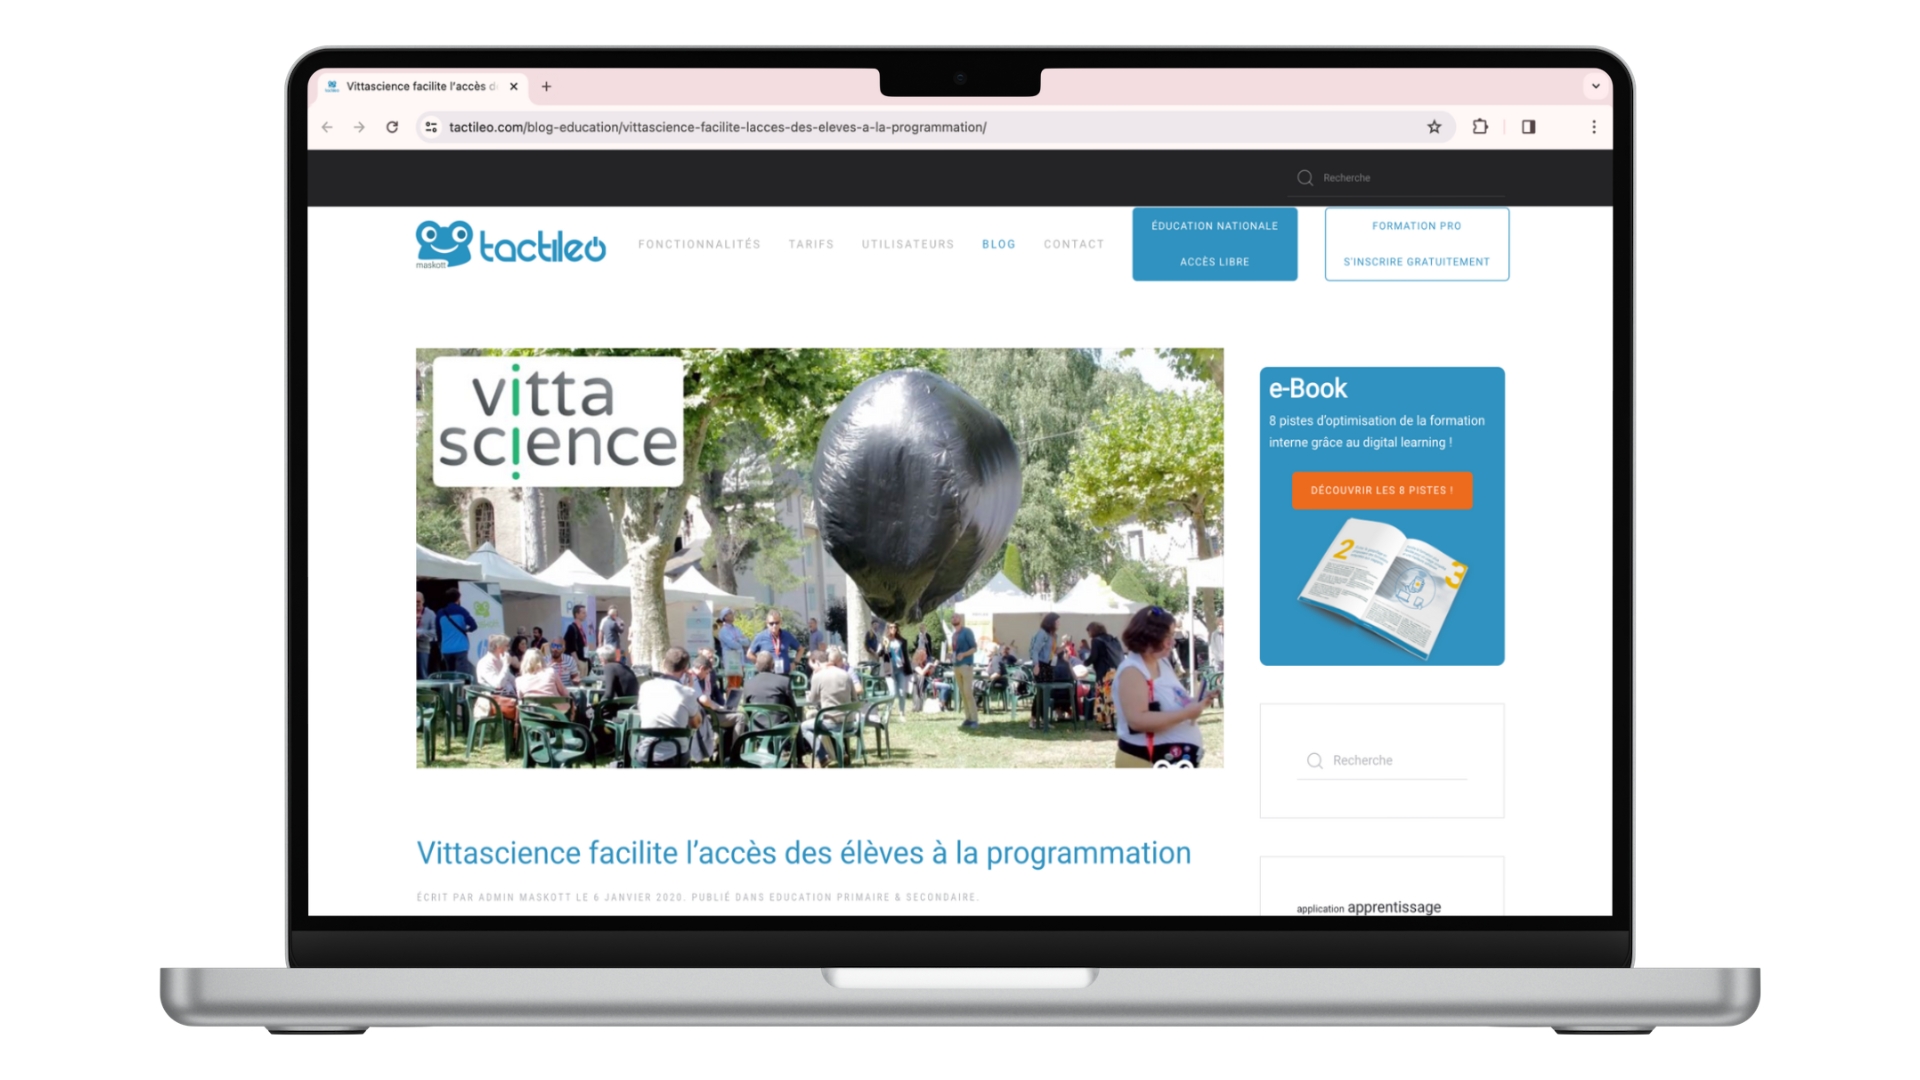 Vittascience facilite l'accès d
tactileo.com/blog-education/vittascience-facilite-lacces-des-eleves-a-la-programmation/
Recherche
maskott
tactileo
FONCTIONNALITÉS
TARIFS
UTILISATEURS
BLOG
CONTACT
ÉDUCATION NATIONALE
ACCÈS LIBRE
FORMATION PRO
S'INSCRIRE GRATUITEMENT
vitta
science
e-Book
8 pistes d'optimisation de la formation
interne grâce au digital learning !
DÉCOUVRIR LES 8 PISTES !
2
3
Recherche
Vittascience facilite l’accès des élèves à la programmation
ÉCRIT PAR ADMIN MASKOTT LE 6 JANVIER 2020. PUBLIÉ DANS EDUCATION PRIMAIRE & SECONDAIRE.
application apprentissage